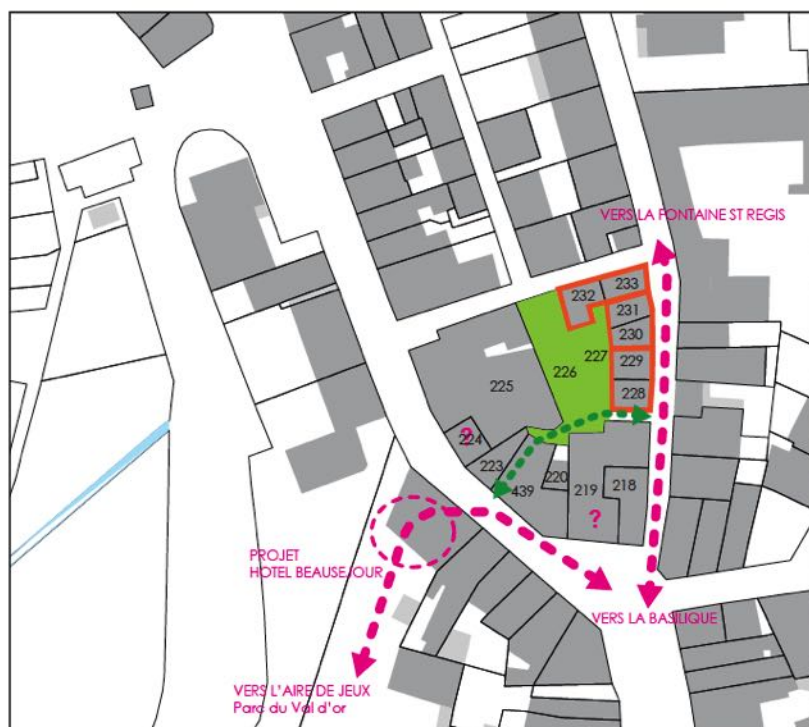 VERS LA FONTAINE ST REGIS
232
233
231
230
227
229
226
225
228
?
224
223
220
439
219
218
?
PROJET
HOTEL BEAUSEJOUR
VERS LA BASILIQUE
VERS L'AIRE DE JEUX
Parc du Val d'or